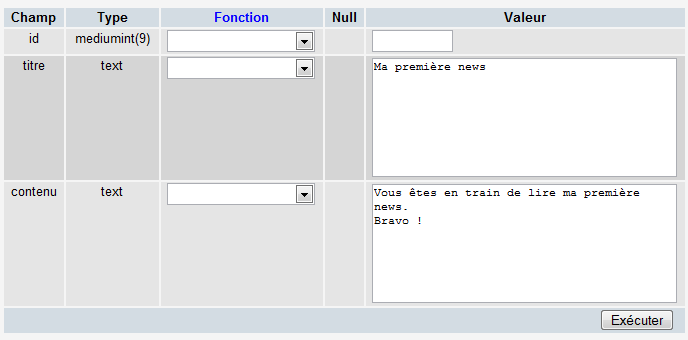 Champ Type Fonction Null Valeur
id mediumint(9)
titre text Ma première news
contenu text Vous êtes en train de lire ma première
news.
Bravo !
Exécuter